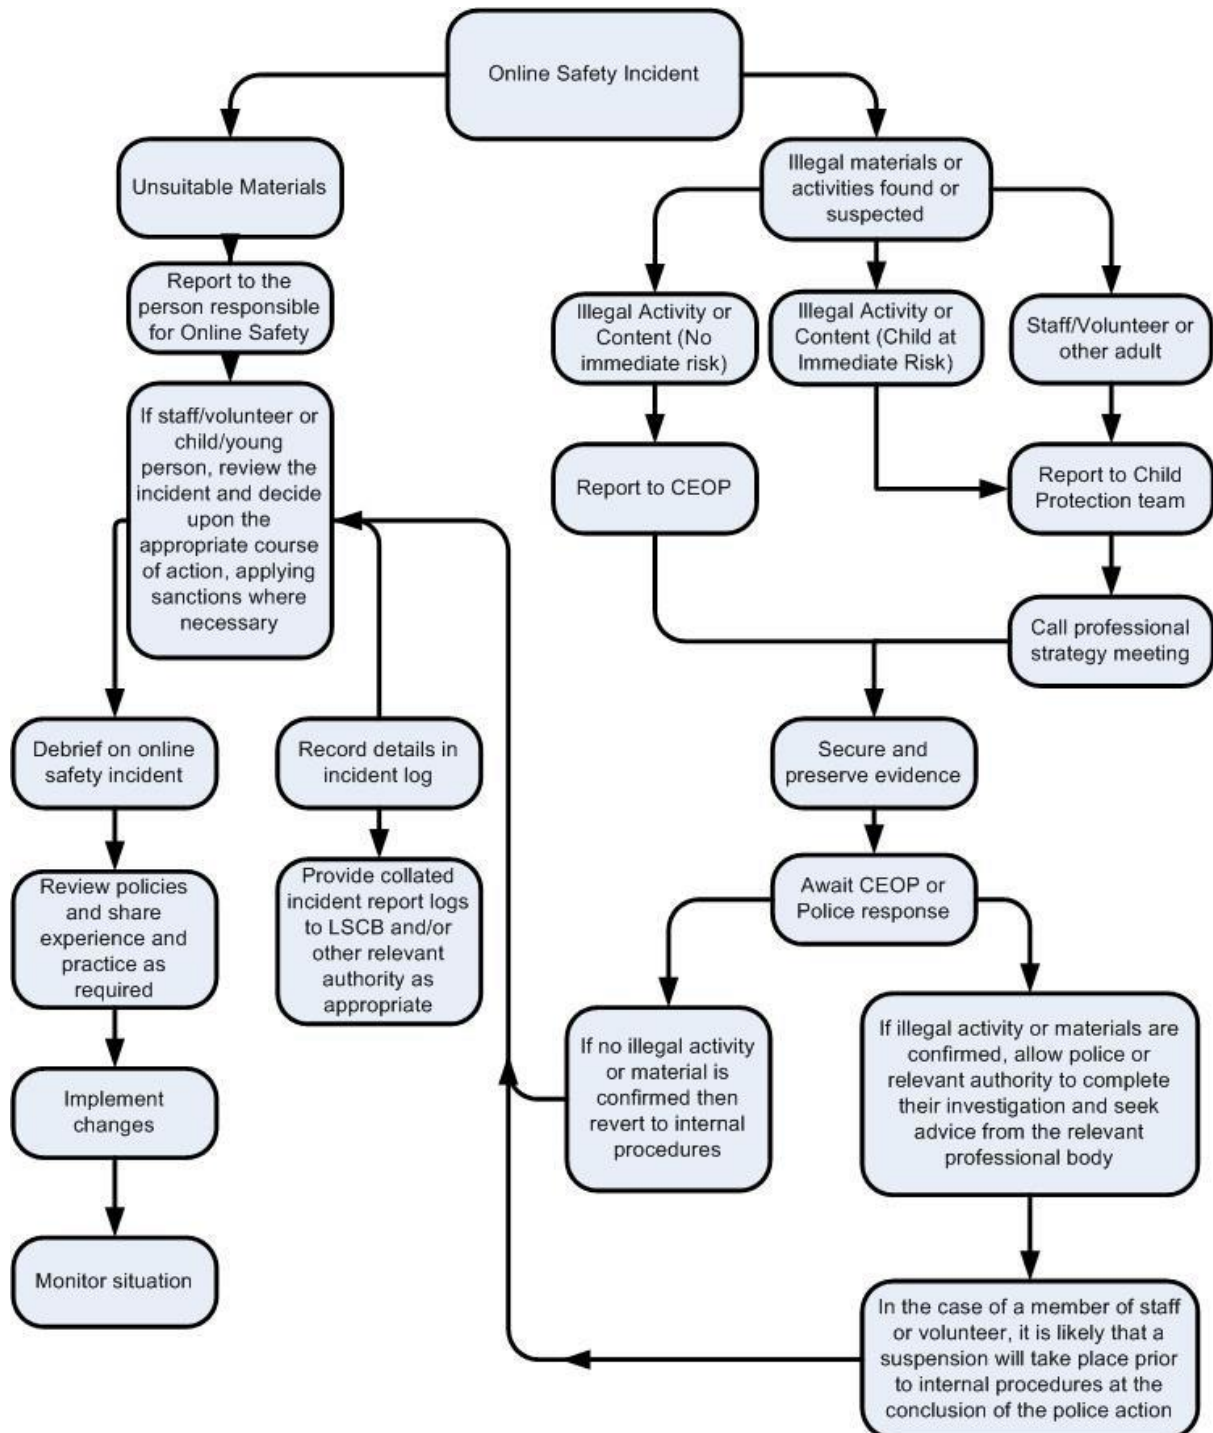 Online Safety Incident
Unsuitable Materials
Illegal materials or
activities found or
suspected
Report to the
person responsible
for Online Safety
Illegal Activity or
Content (No
immediate risk)
Illegal Activity or
Content (Child at
Immediate Risk)
Staff/Volunteer or
other adult
If staff/volunteer or
child/young
person, review the
incident and decide
upon the
appropriate course
of action, applying
sanctions where
necessary
Report to CEOP
Report to Child
Protection team
Call professional
strategy meeting
Debrief on online
safety incident
Record details in
incident log
Secure and
preserve evidence
Review policies
and share
experience and
practice as
required
Provide collated
incident report logs
to LSCB and/or
other relevant
authority as
appropriate
Await CEOP or
Police response
If no illegal activity
or material is
confirmed then
revert to internal
procedures
If illegal activity or materials are
confirmed, allow police or
relevant authority to complete
their investigation and seek
advice from the relevant
professional body
Implement
changes
Monitor situation
In the case of a member of staff
or volunteer, it is likely that a
suspension will take place prior
to internal procedures at the
conclusion of the police action